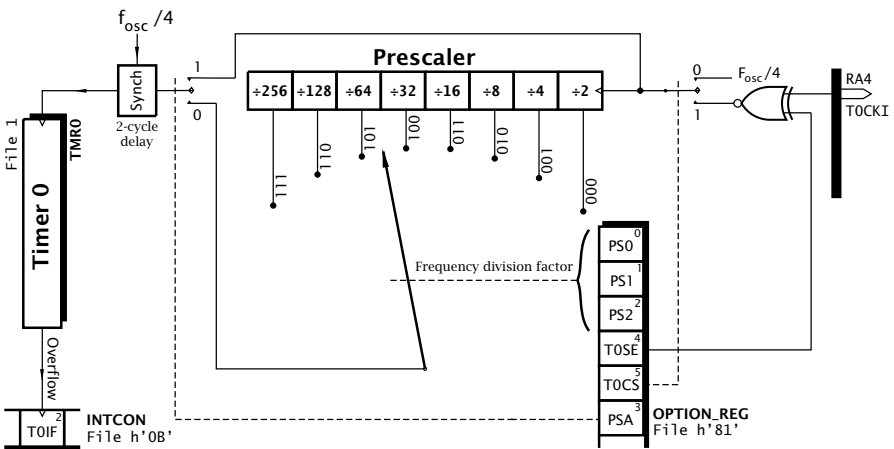 f_osc /4
Prescaler
1
0
F_osc/4
RA4
÷256 ÷128 ÷64 ÷32 ÷16 ÷8 ÷4 ÷2
Synch
0
1
T0CKI
2-cycle
delay
File 1
TMR0
111
110
101
100
011
010
001
000
Timer 0
PS0 0
Frequency division factor
PS1 1
PS2 2
T0SE 4
Overflow
T0CS 5
PSA 3
OPTION_REG
File h'81'
T0IF 2
INTCON
File h'0B'